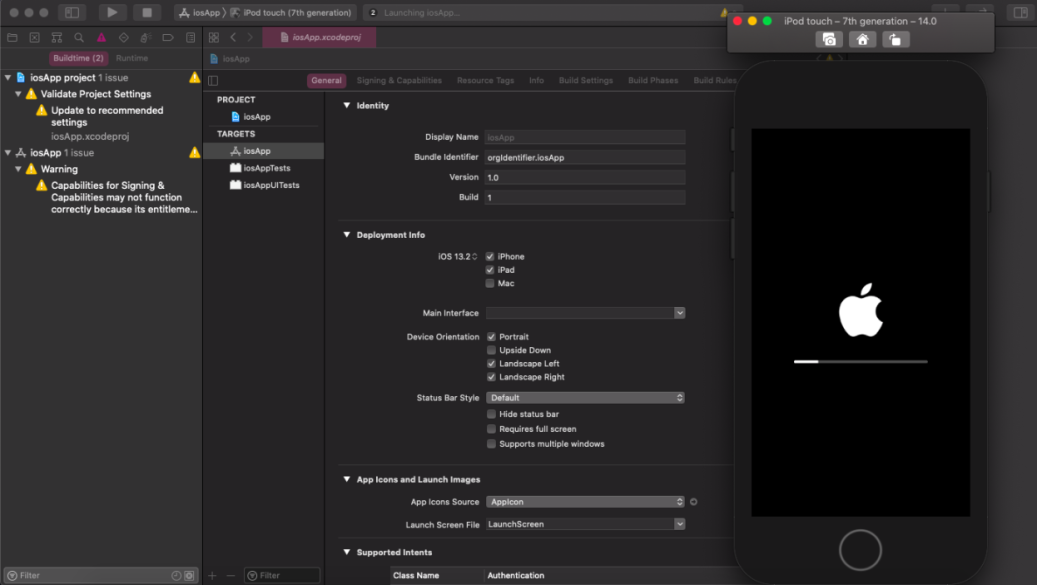 iosApp
iPod touch (7th generation)
2 Launching iosApp...
iPod touch – 7th generation – 14.0
iosApp.xcodeproj
Buildtime (2)
Runtime
iosApp
iosApp project 1 issue
Validate Project Settings
Update to recommended
settings
iosApp.xcodeproj
iosApp 1 issue
Warning
Capabilities for Signing &
Capabilities may not function
correctly because its entitleme...
Filter
General
Signing & Capabilities
Resource Tags
Info
Build Settings
Build Phases
Build Rules
PROJECT
iosApp
TARGETS
iosApp
iosAppTests
iosAppUITests
Filter
Identity
Display Name iosApp
Bundle Identifier orgIdentifier.iosApp
Version 1.0
Build 1
Deployment Info
iOS 13.2 iPhone
iPad
Mac
Main Interface
Device Orientation Portrait
Upside Down
Landscape Left
Landscape Right
Status Bar Style Default
Hide status bar
Requires full screen
Supports multiple windows
App Icons and Launch Images
App Icons Source AppIcon
Launch Screen File LaunchScreen
Supported Intents
Class Name Authentication